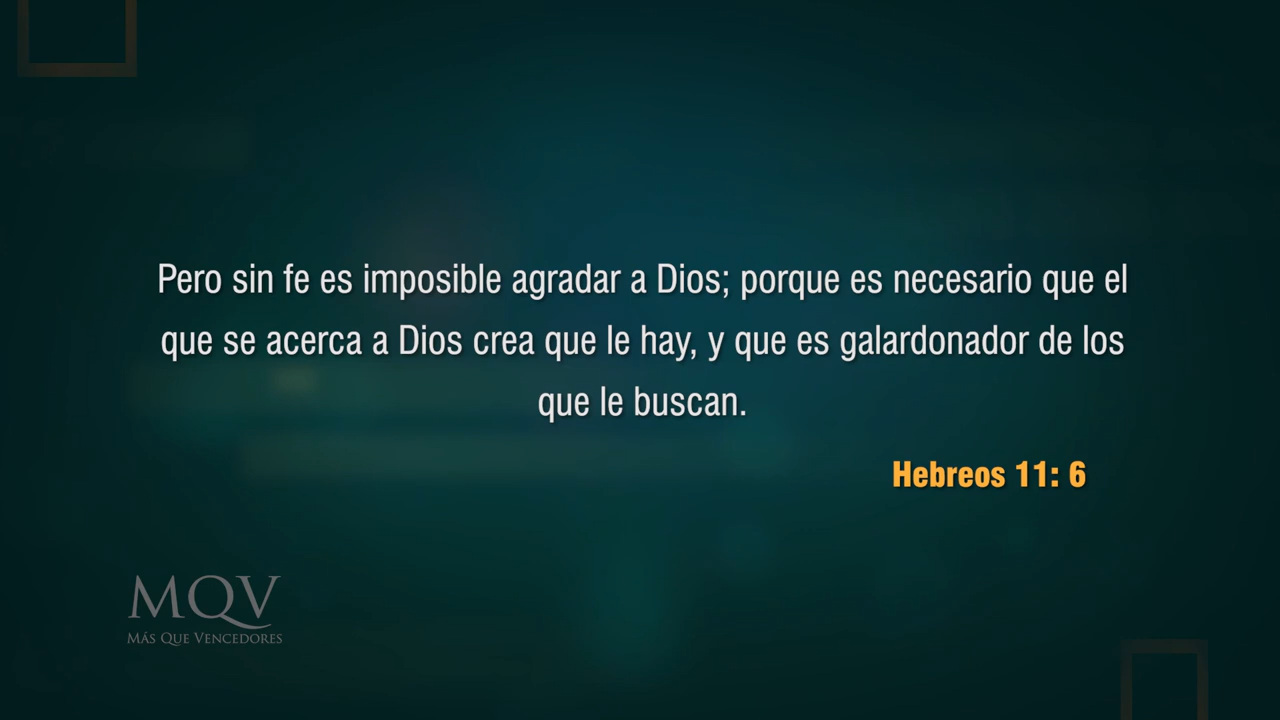 Pero sin fe es imposible agradar a Dios; porque es necesario que el
que se acerca a Dios crea que le hay, y que es galardonador de los
que le buscan.
Hebreos 11: 6
MQV
Más Que Vencedores